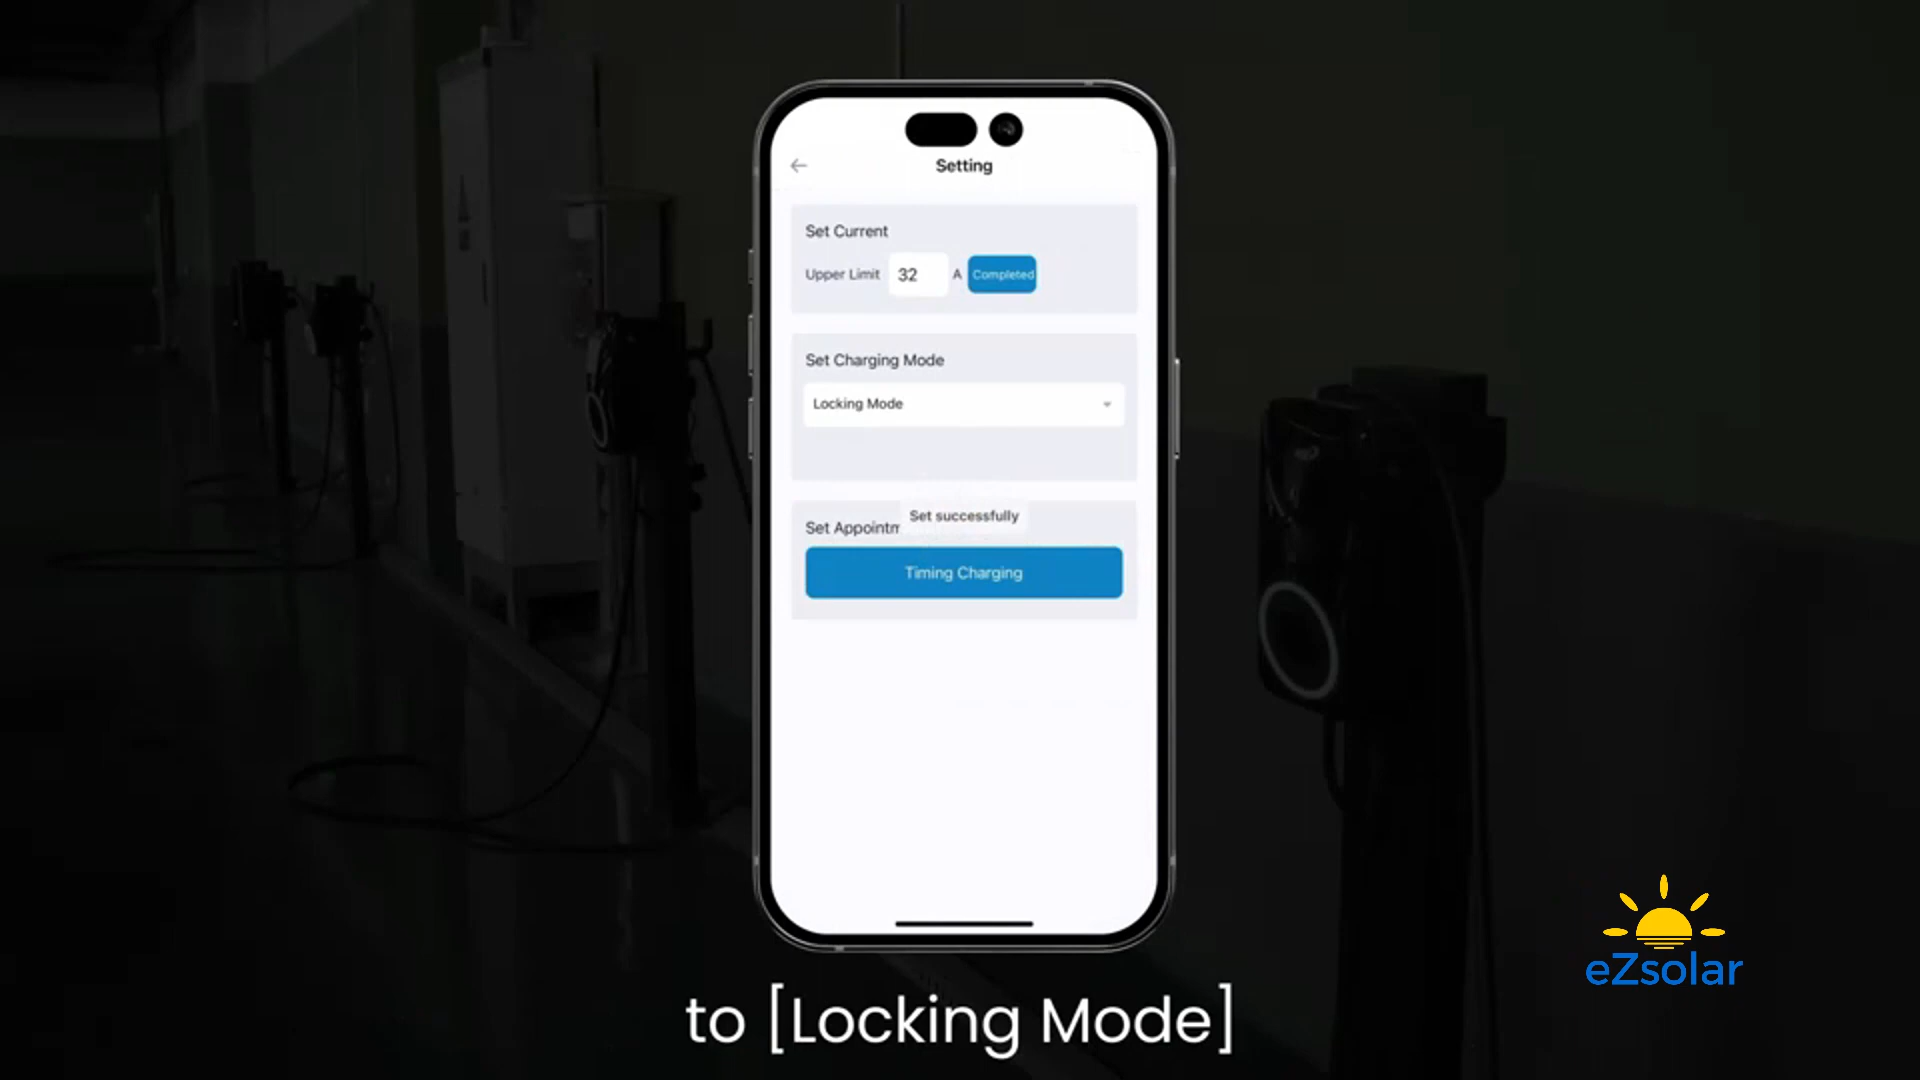 Setting
Set Current
Upper Limit 32 A Completed
Set Charging Mode
Locking Mode
Set successfully
Set Appointm
Timing Charging
eZsolar
to [Locking Mode]